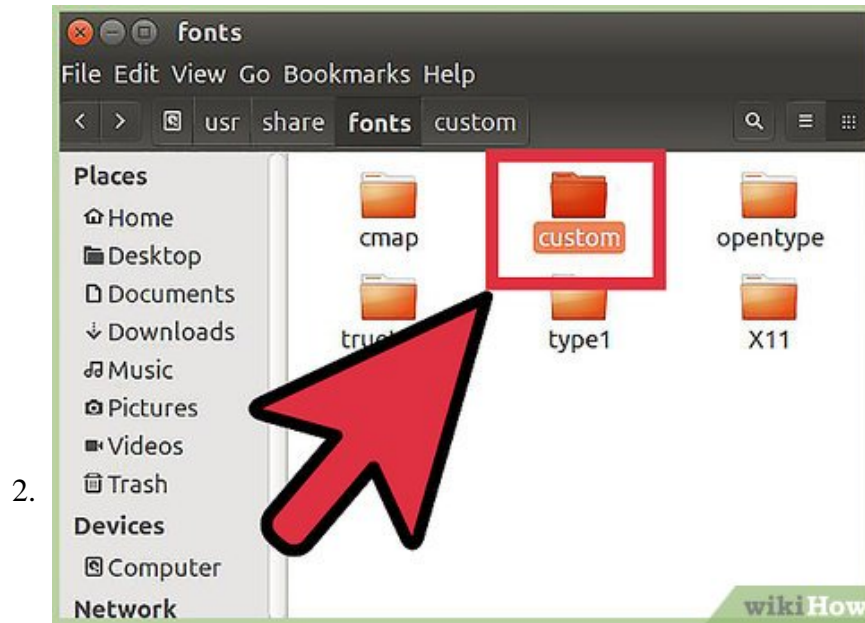 fonts
File Edit View Go Bookmarks Help
< > usr share fonts custom
Places
Home
Desktop
Documents
Downloads
Music
Pictures
Videos
Trash
Devices
Computer
Network
cmap custom opentype
type1 X11
2.
wikiHow